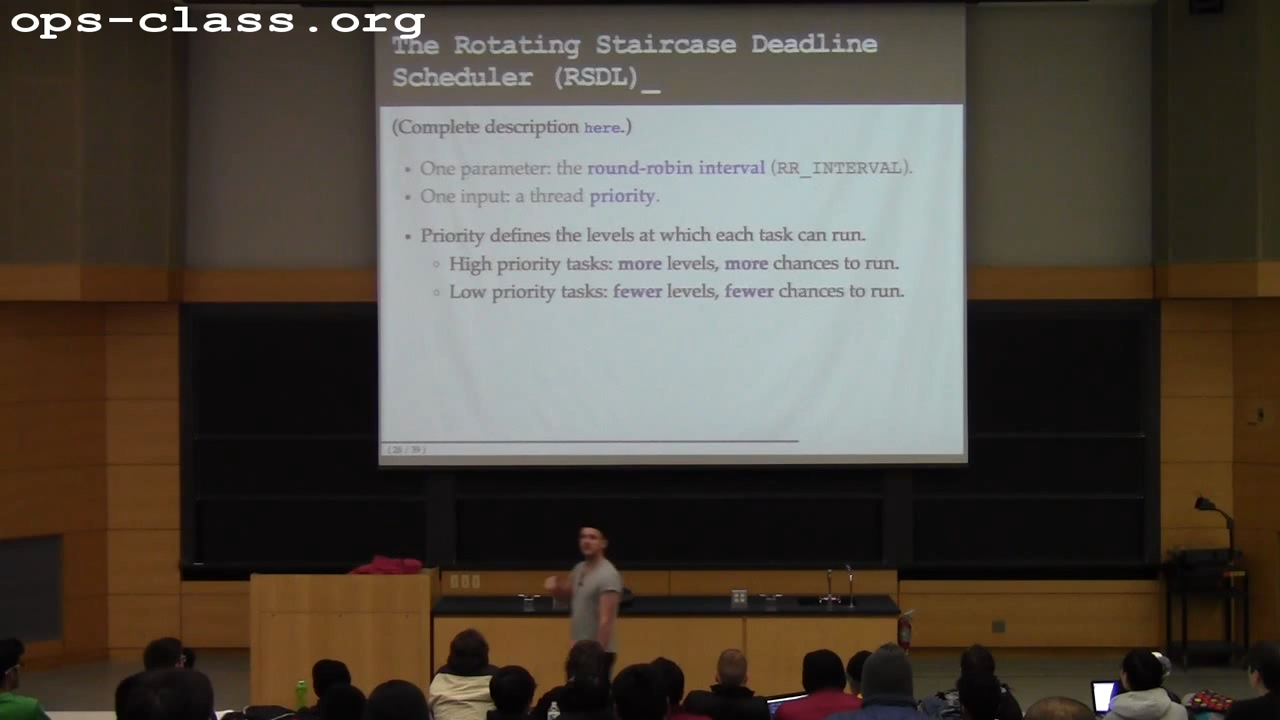 ops-class.org
The Rotating Staircase Deadline
Scheduler (RSDL)_
(Complete description here.)
• One parameter: the round-robin interval (RR_INTERVAL).
• One input: a thread priority.
• Priority defines the levels at which each task can run.
◦ High priority tasks: more levels, more chances to run.
◦ Low priority tasks: fewer levels, fewer chances to run.